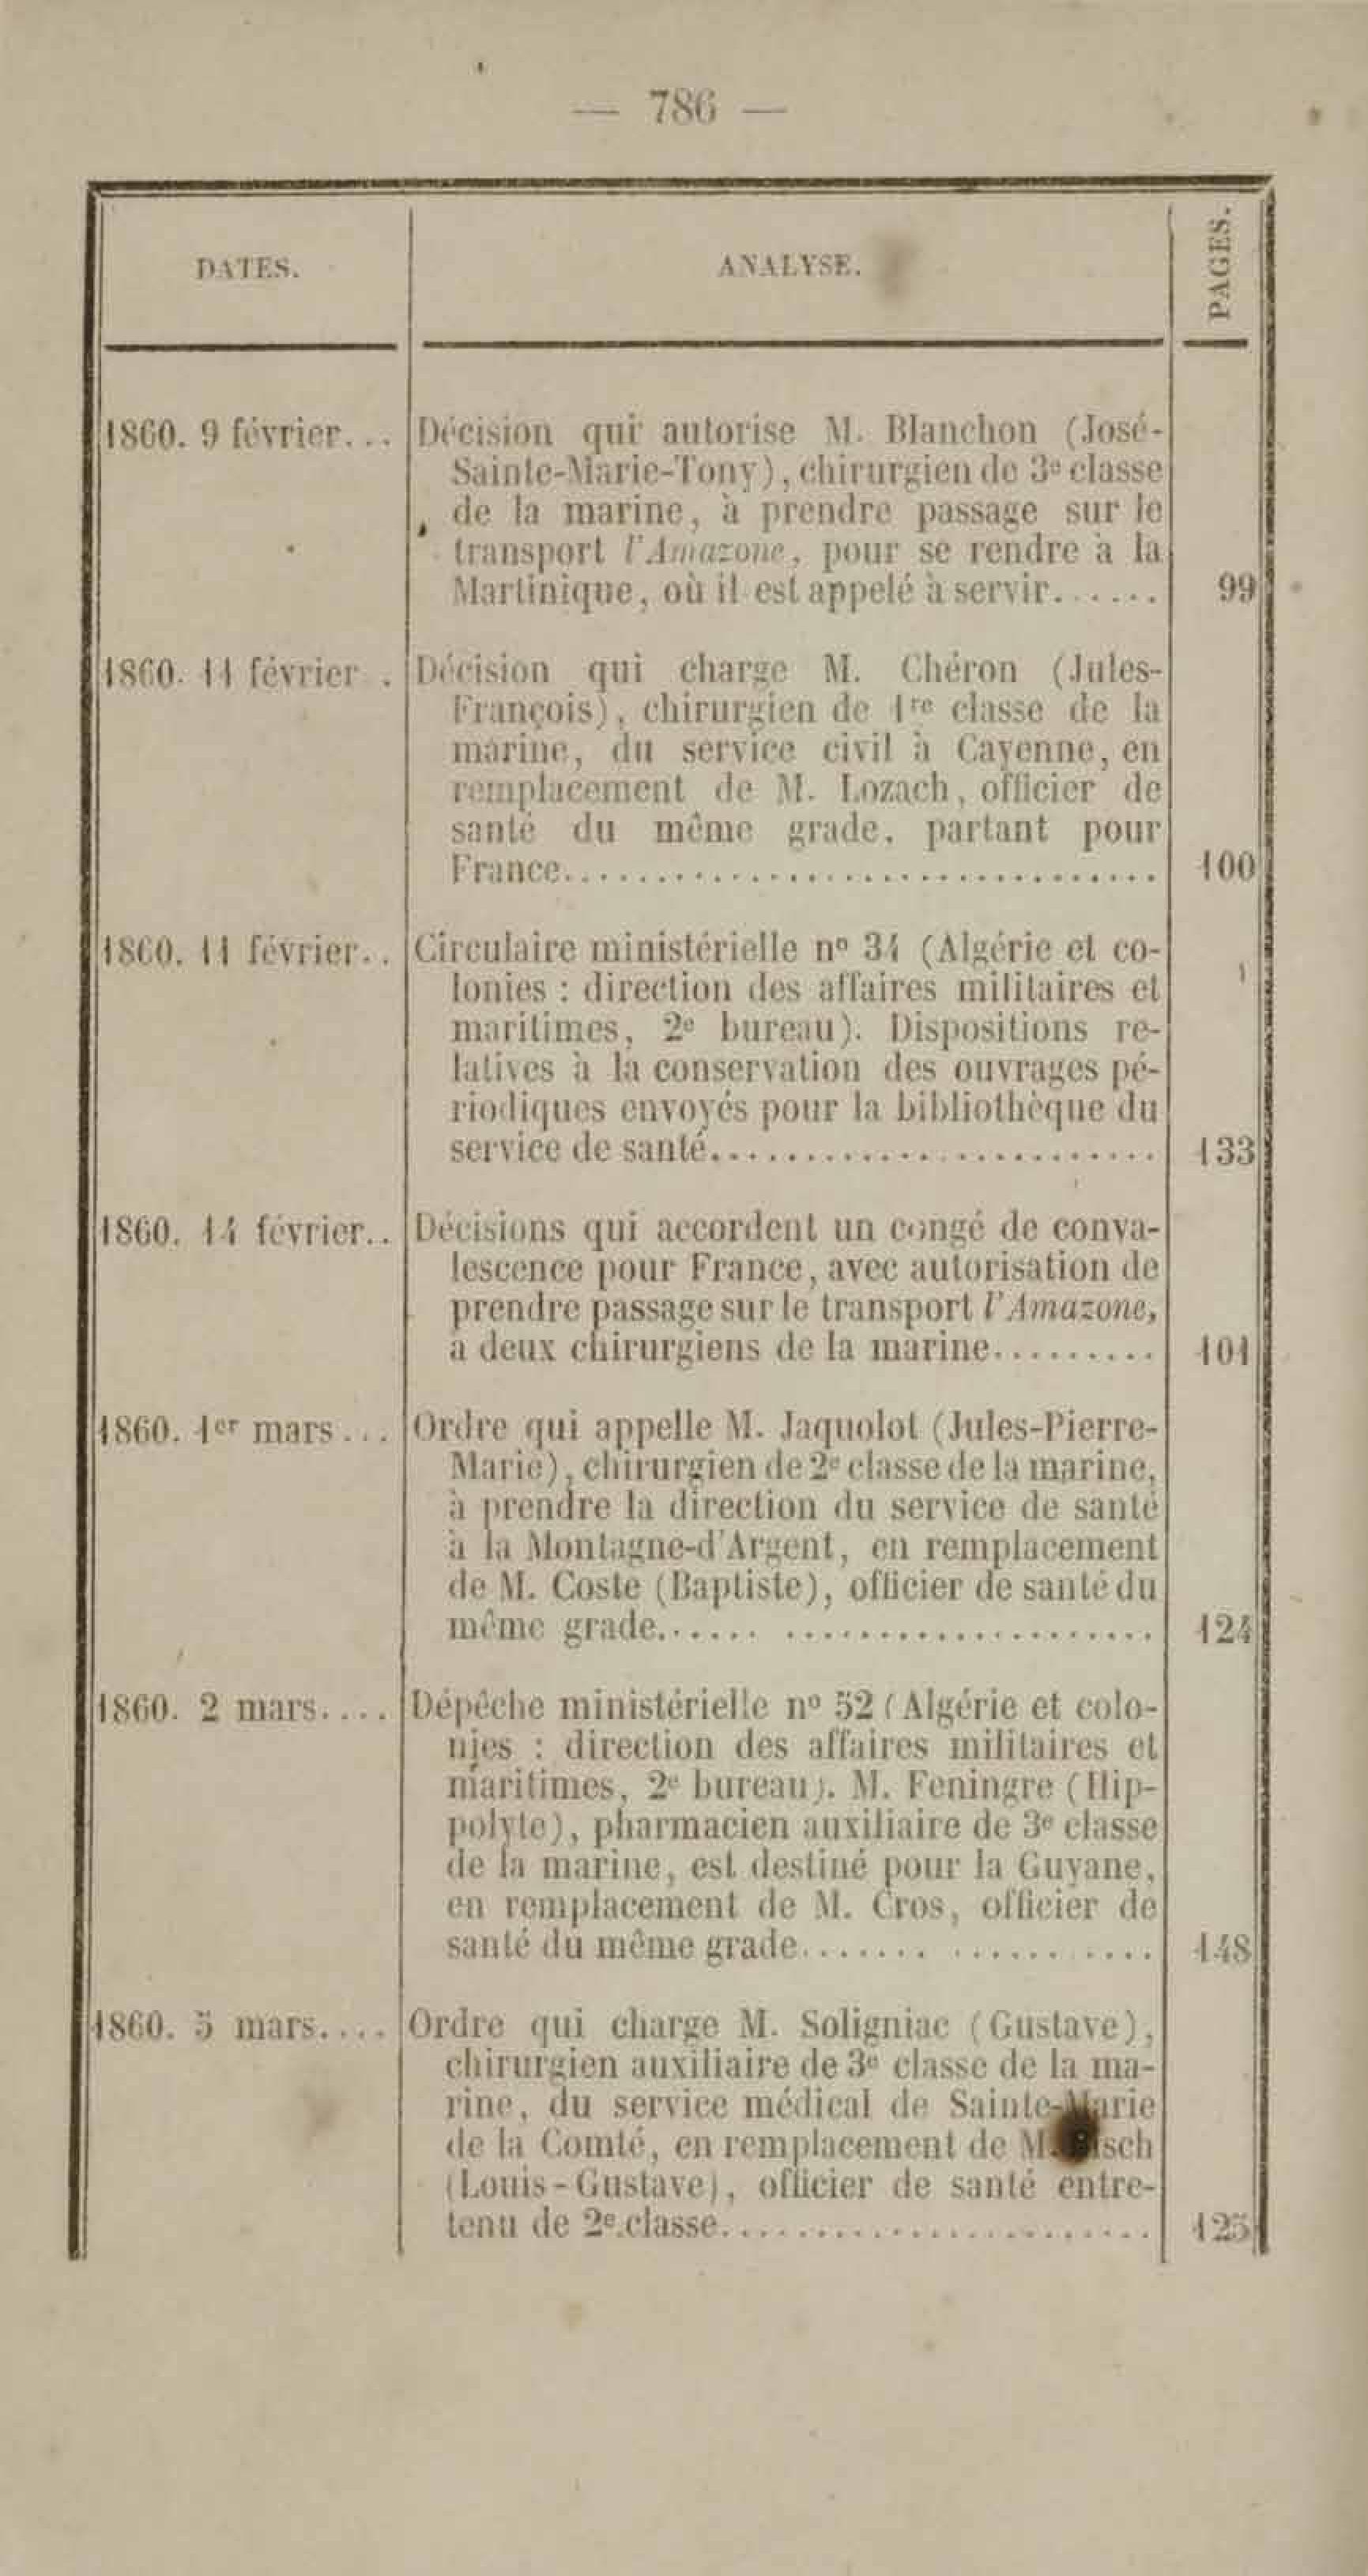 — 786 —
DATES.
ANALYSE.
PAGES.
1860. 9 février... Décision qui autorise M. Blanchon (José-
Sainte-Marie-Tony), chirurgien de 3e classe
de la marine, à prendre passage sur le
transport l'Amazone, pour se rendre à la
Martinique, où il est appelé à servir...... 99
1860. 11 février.. Décision qui charge M. Chéron (Jules-
François), chirurgien de 1re classe de la
marine, du service civil à Cayenne, en
remplacement de M. Lozach, officier de
santé du même grade, partant pour
France................................. 100
1860. 11 février.. Circulaire ministérielle no 34 (Algérie et co-
lonies : direction des affaires militaires et
maritimes, 2e bureau). Dispositions re-
latives à la conservation des ouvrages pé-
riodiques envoyés pour la bibliothèque du
service de santé......................... 133
1860. 14 février.. Décisions qui accordent un congé de conva-
lescence pour France, avec autorisation de
prendre passage sur le transport l'Amazone,
à deux chirurgiens de la marine......... 101
1860. 1er mars... Ordre qui appelle M. Jaquolot (Jules-Pierre-
Marie), chirurgien de 2e classe de la marine,
à prendre la direction du service de santé
à la Montagne-d'Argent, en remplacement
de M. Coste (Baptiste), officier de santé du
même grade...... .................... 124
1860. 2 mars.... Dépêche ministérielle no 52 (Algérie et colo-
nies : direction des affaires militaires et
maritimes, 2e bureau). M. Feningre (Hip-
polyte), pharmacien auxiliaire de 3e classe
de la marine, est destiné pour la Guyane,
en remplacement de M. Cros, officier de
santé du même grade....... ........... 148
1860. 5 mars.... Ordre qui charge M. Soligniac (Gustave),
chirurgien auxiliaire de 3e classe de la ma-
rine, du service médical de Sainte-Marie
de la Comté, en remplacement de M.
(Louis-Gustave), officier de santé entre-
tenu de 2e classe........................ 125